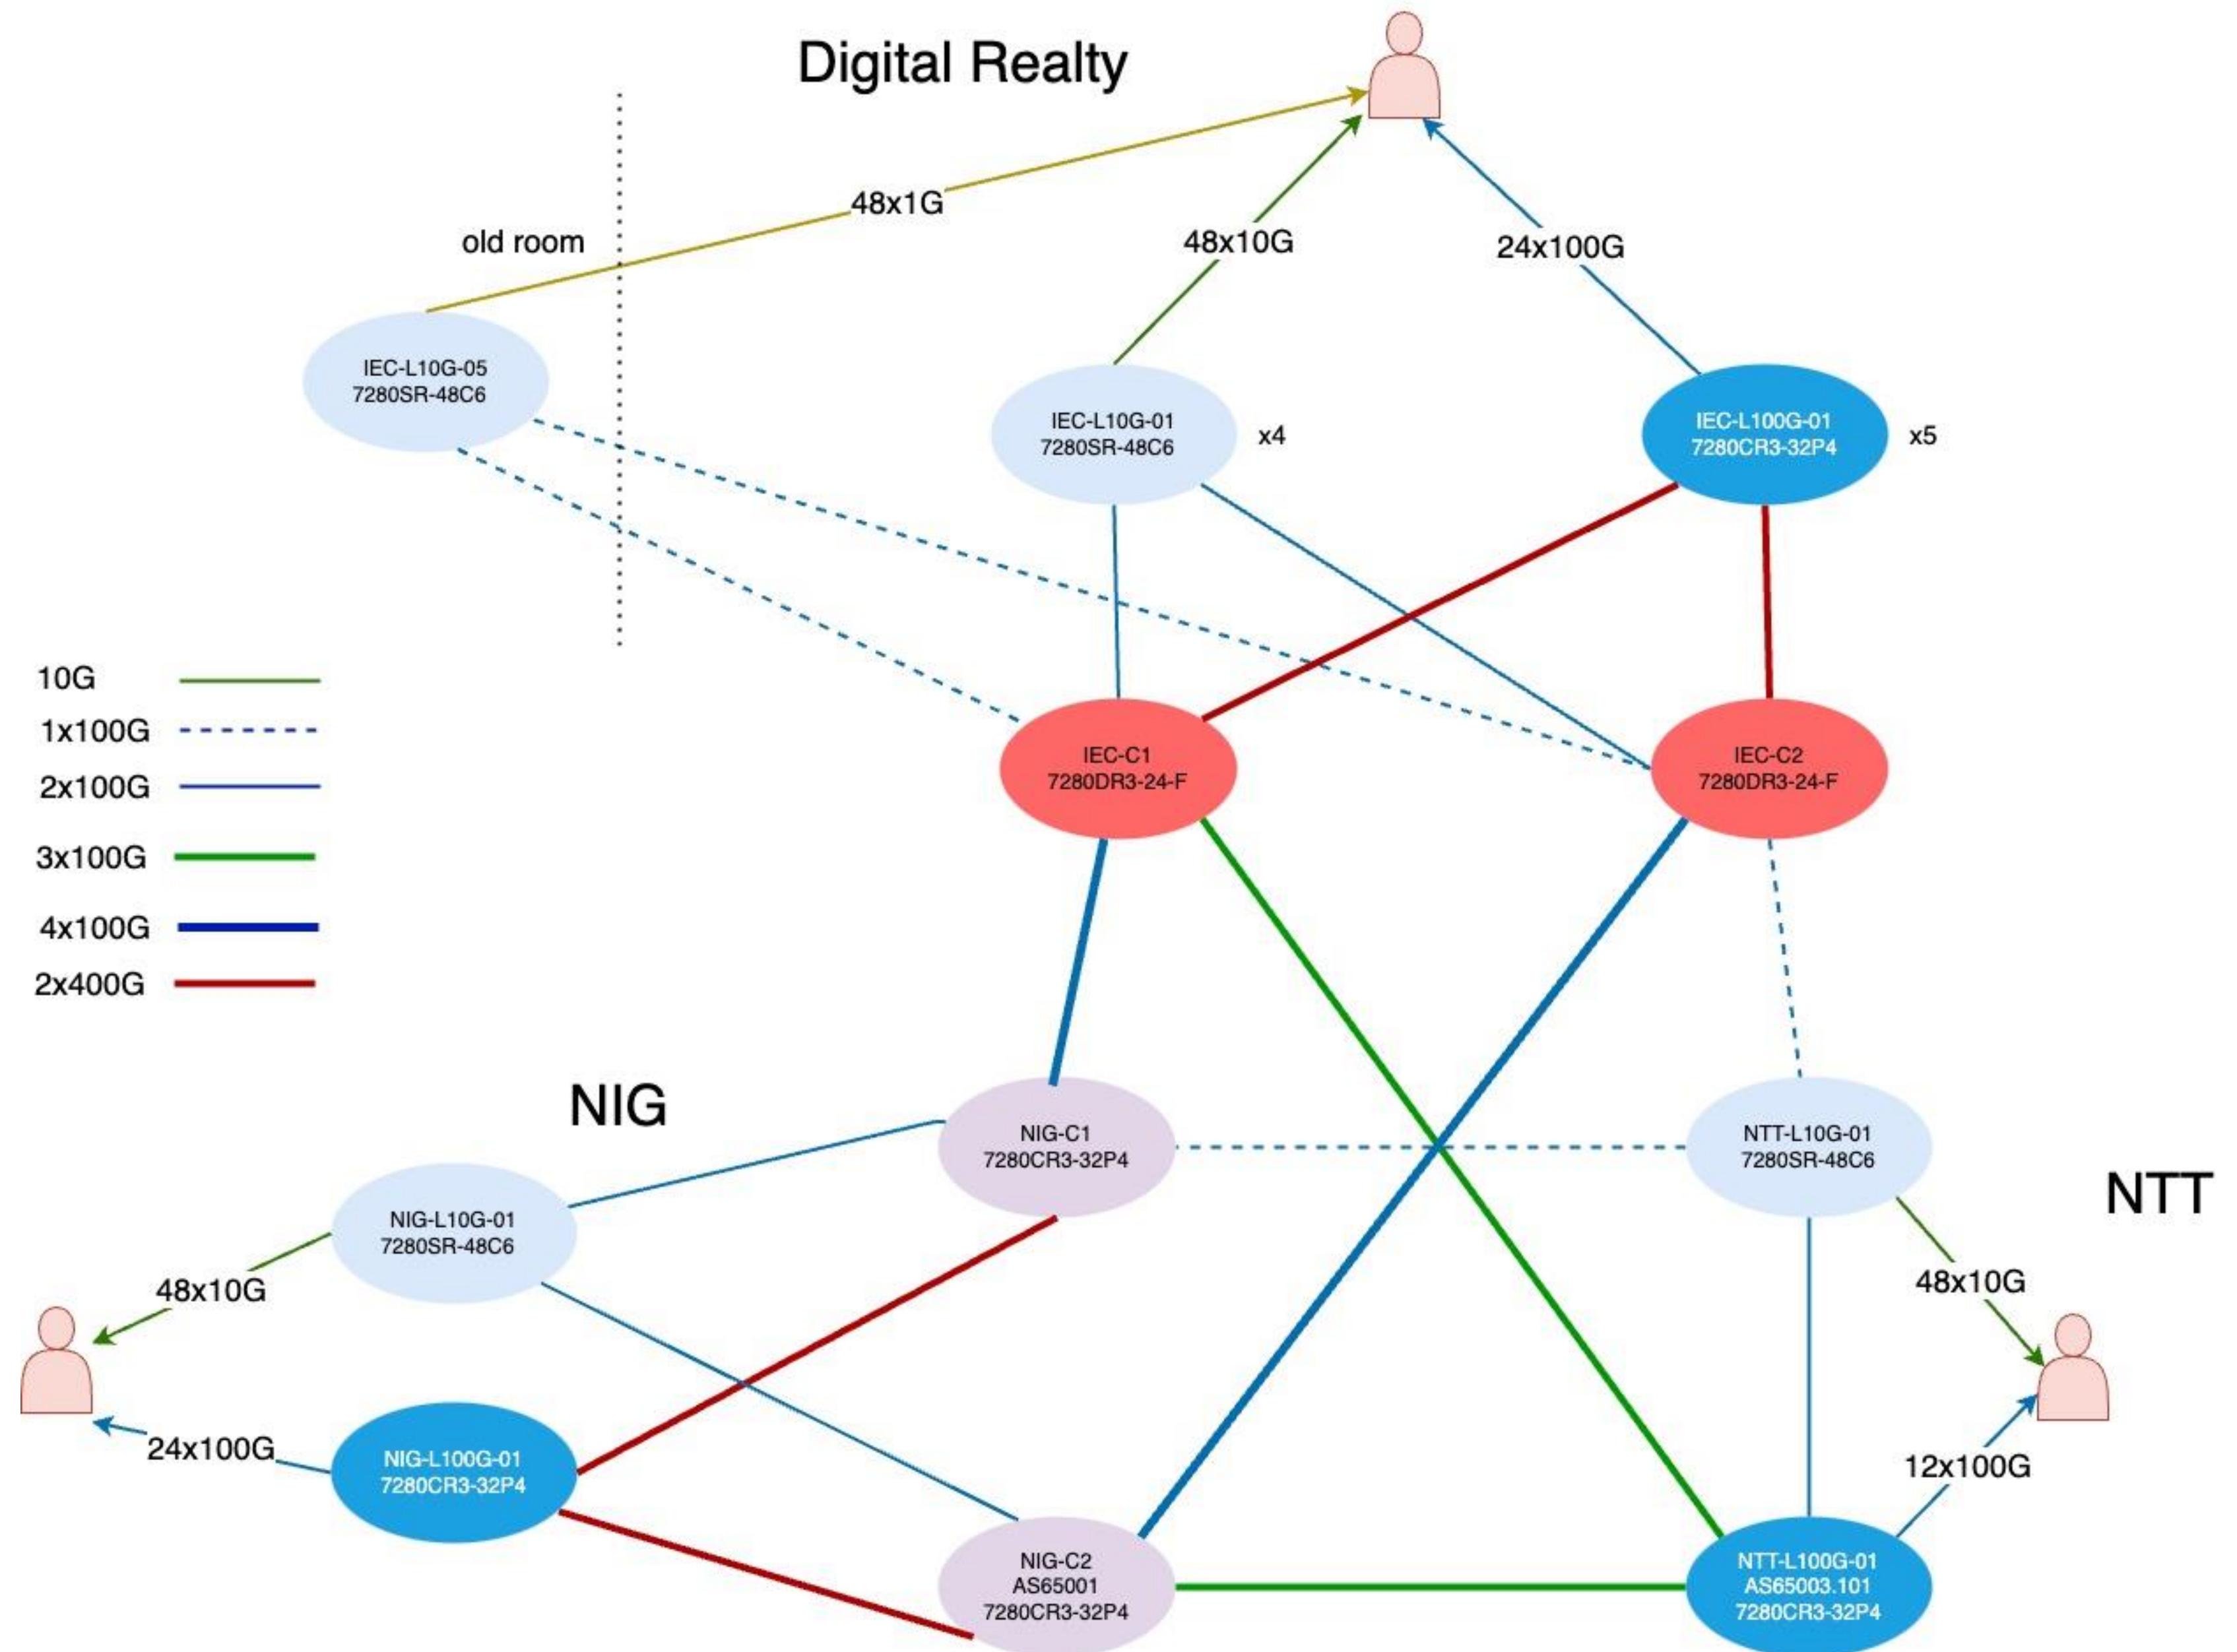 Digital Realty
48x1G
old room
48x10G
24x100G
IEC-L10G-05
7280SR-48C6
IEC-L10G-01
7280SR-48C6
x4
IEC-L100G-01
7280CR3-32P4
x5
10G
1x100G
2x100G
3x100G
4x100G
2x400G
IEC-C1
7280DR3-24-F
IEC-C2
7280DR3-24-F
NIG
NIG-C1
7280CR3-32P4
NTT-L10G-01
7280SR-48C6
NTT
NIG-L10G-01
7280SR-48C6
48x10G
48x10G
24x100G
NIG-L100G-01
7280CR3-32P4
12x100G
NIG-C2
AS65001
7280CR3-32P4
NTT-L100G-01
AS65003.101
7280CR3-32P4